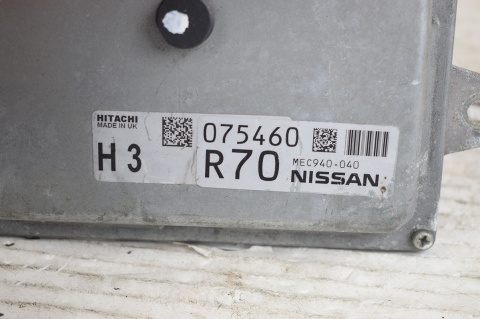 HITACHI
MADE IN UK
H3
075460
R70
MEC940-040
NISSAN